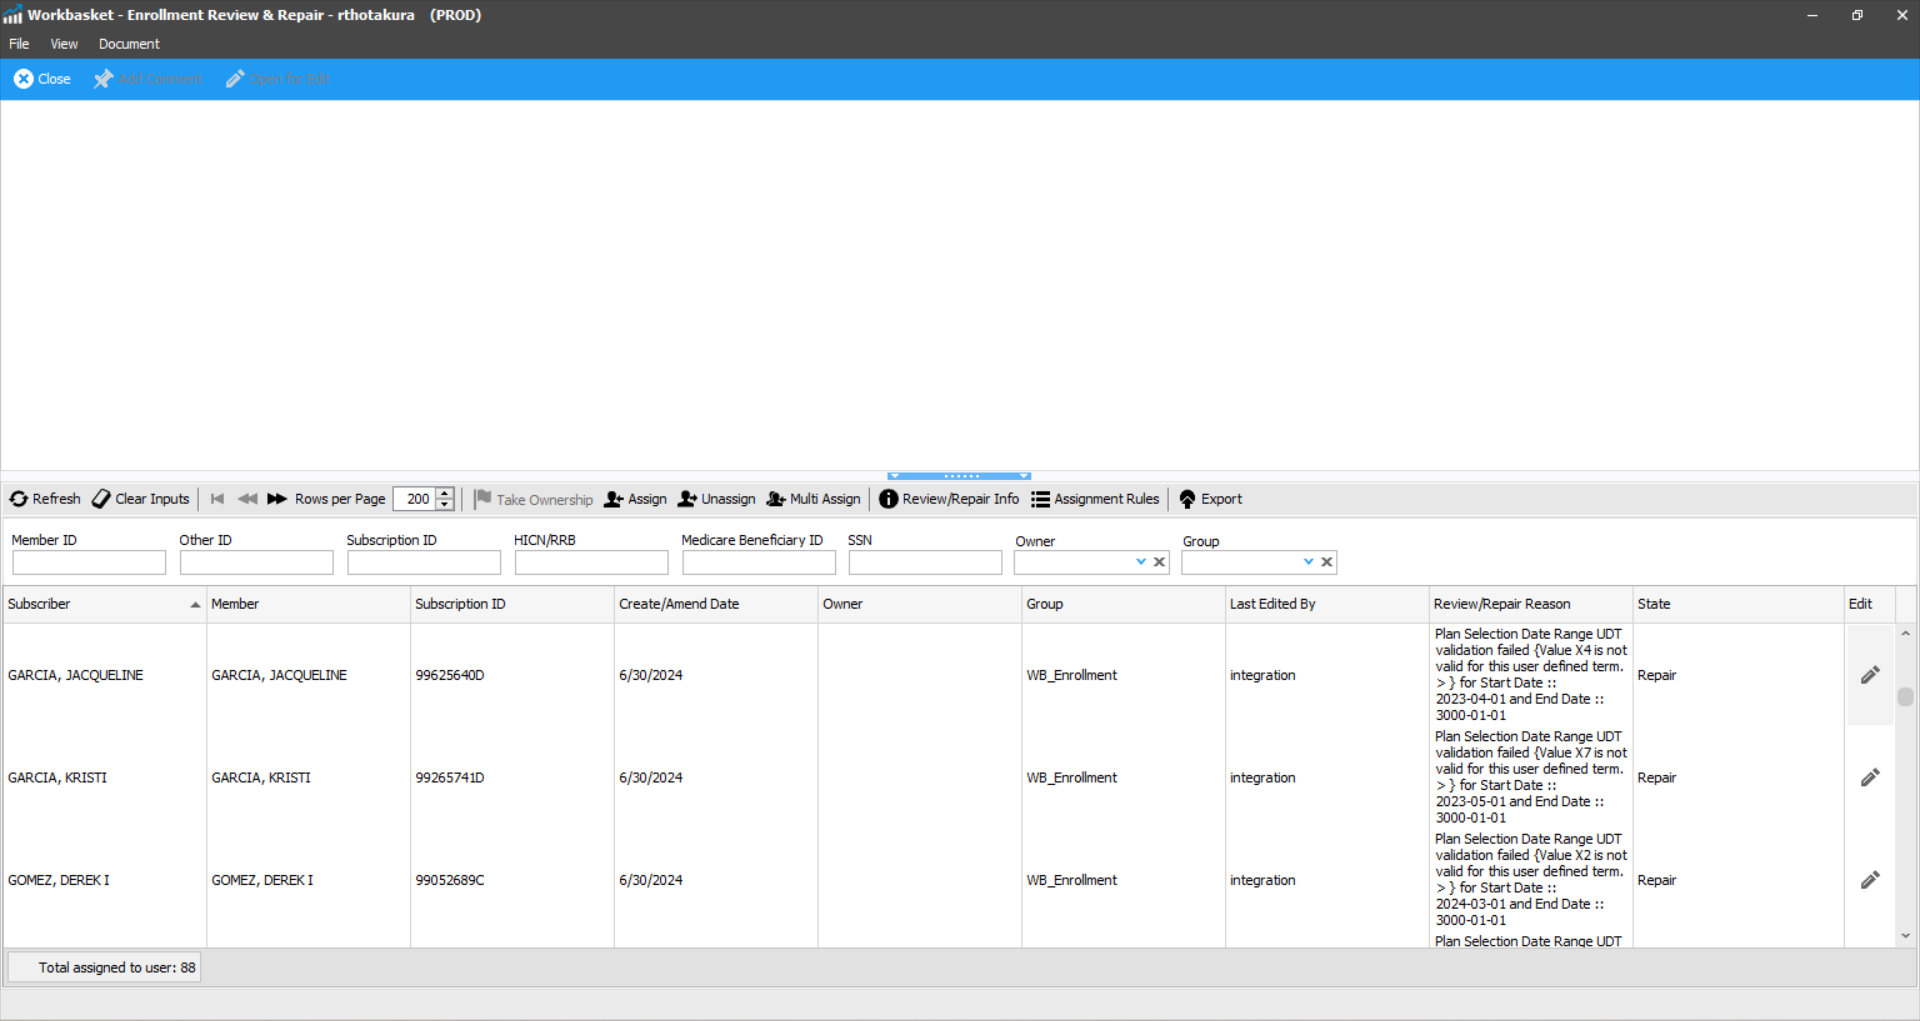 Workbasket - Enrollment Review & Repair - rthotakura (PROD)
File View Document
Close Add Comment Open for Edit
Refresh Clear Inputs Rows per Page 200 Take Ownership Assign Unassign Multi Assign Review/Repair Info Assignment Rules Export
Member ID Other ID Subscription ID HICN/RRB Medicare Beneficiary ID SSN Owner Group
Subscriber Member Subscription ID Create/Amend Date Owner Group Last Edited By Review/Repair Reason State Edit
GARCIA, JACQUELINE GARCIA, JACQUELINE 99625640D 6/30/2024 WB_Enrollment integration
Plan Selection Date Range UDT
validation failed {Value X4 is not
valid for this user defined term.
> } for Start Date ::
2023-04-01 and End Date ::
3000-01-01
Repair
GARCIA, KRISTI GARCIA, KRISTI 99265741D 6/30/2024 WB_Enrollment integration
Plan Selection Date Range UDT
validation failed {Value X7 is not
valid for this user defined term.
> } for Start Date ::
2023-05-01 and End Date ::
3000-01-01
Repair
GOMEZ, DEREK I GOMEZ, DEREK I 99052689C 6/30/2024 WB_Enrollment integration
Plan Selection Date Range UDT
validation failed {Value X2 is not
valid for this user defined term.
> } for Start Date ::
2024-03-01 and End Date ::
3000-01-01
Repair
Plan Selection Date Range UDT
Total assigned to user: 88